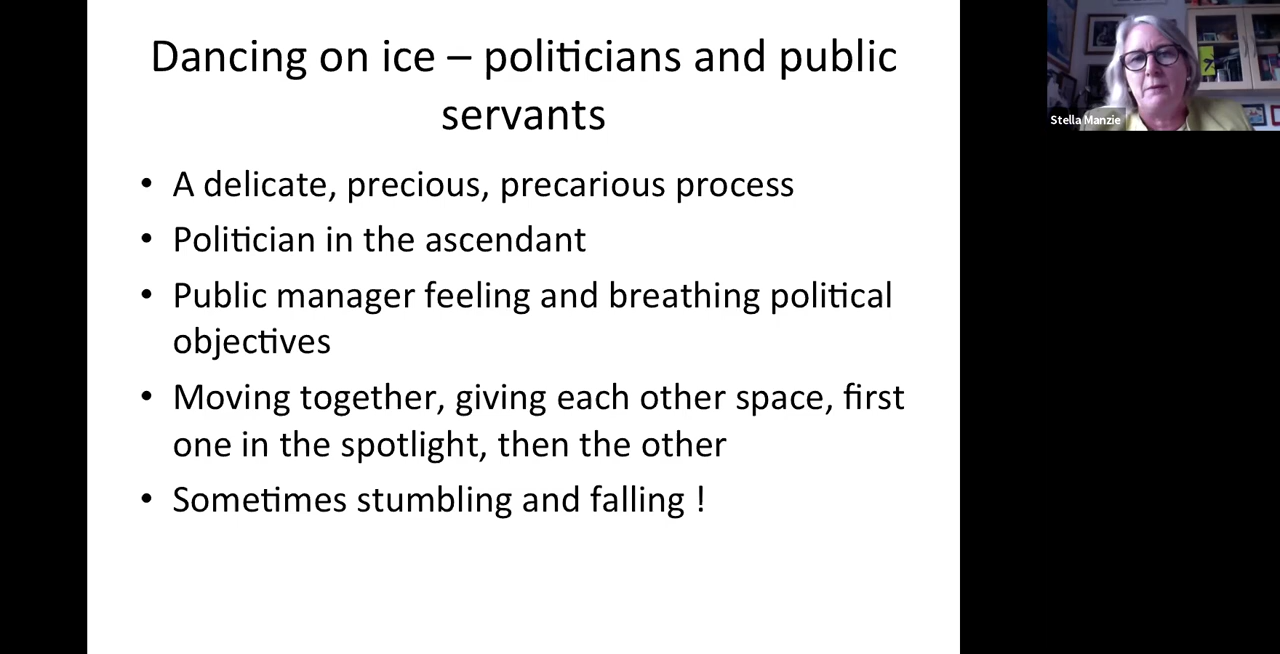 Dancing on ice – politicians and public
servants
• A delicate, precious, precarious process
• Politician in the ascendant
• Public manager feeling and breathing political
objectives
• Moving together, giving each other space, first
one in the spotlight, then the other
• Sometimes stumbling and falling !
Stella Manzie